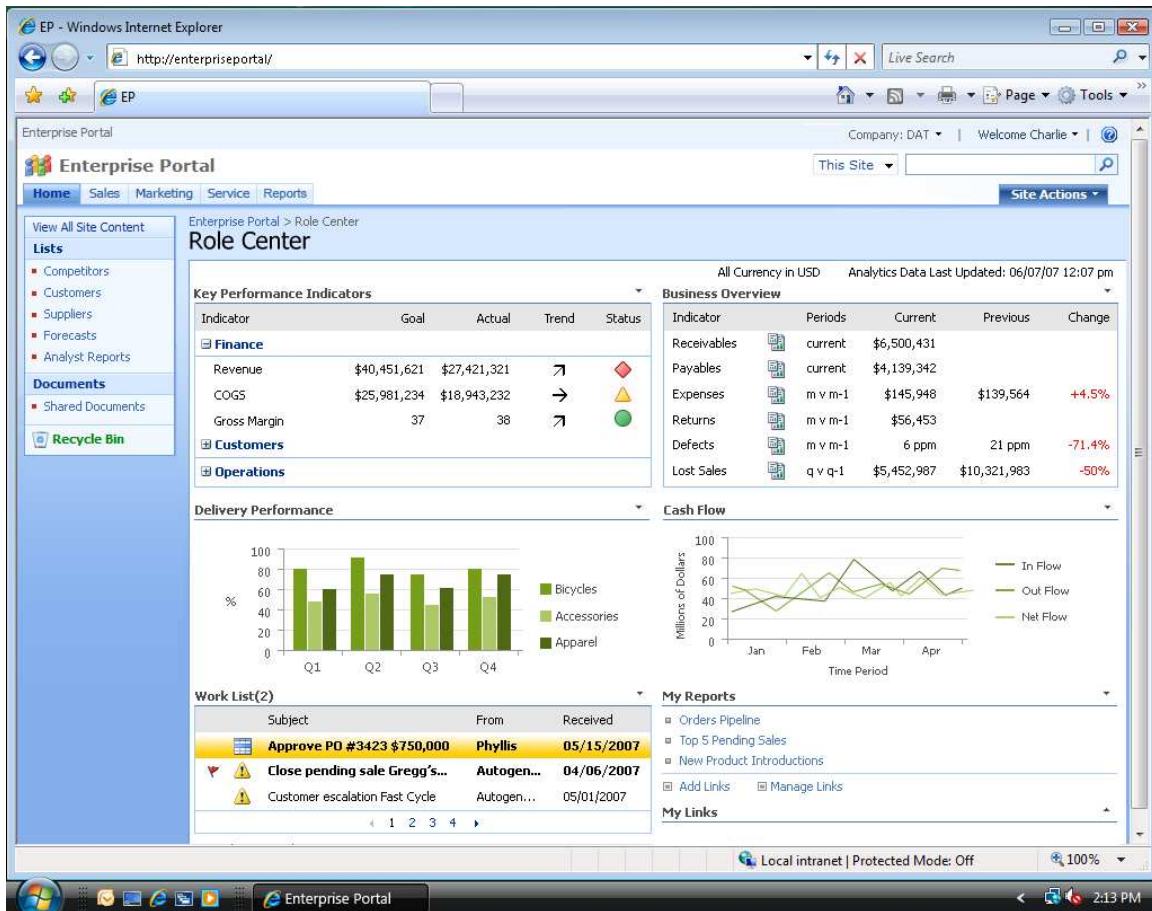 EP - Windows Internet Explorer
http://enterpriseportal/
Live Search
EP
Page
Tools
Enterprise Portal
Company: DAT | Welcome Charlie |
Enterprise Portal
This Site
Home Sales Marketing Service Reports
Site Actions
View All Site Content
Lists
Competitors
Customers
Suppliers
Forecasts
Analyst Reports
Documents
Shared Documents
Recycle Bin
Enterprise Portal > Role Center
Role Center
All Currency in USD Analytics Data Last Updated: 06/07/07 12:07 pm
Key Performance Indicators
Indicator Goal Actual Trend Status
Finance
Revenue $40,451,621 $27,421,321
COGS $25,981,234 $18,943,232
Gross Margin 37 38
Customers
Operations
Business Overview
Indicator Periods Current Previous Change
Receivables current $6,500,431
Payables current $4,139,342
Expenses m v m-1 $145,948 $139,564 +4.5%
Returns m v m-1 $56,453
Defects m v m-1 6 ppm 21 ppm -71.4%
Lost Sales q v q-1 $5,452,987 $10,321,983 -50%
Delivery Performance
100
80
60
40
20
0
%
Q1 Q2 Q3 Q4
Bicycles
Accessories
Apparel
Cash Flow
Millions of Dollars
100
80
60
40
20
0
Jan Feb Mar Apr
Time Period
In Flow
Out Flow
Net Flow
Work List(2)
Subject From Received
Approve PO #3423 $750,000 Phyllis 05/15/2007
Close pending sale Gregg's... Autogen... 04/06/2007
Customer escalation Fast Cycle Autogen... 05/01/2007
1 2 3 4
My Reports
Orders Pipeline
Top 5 Pending Sales
New Product Introductions
Add Links Manage Links
My Links
Local intranet | Protected Mode: Off
100%
Enterprise Portal
2:13 PM